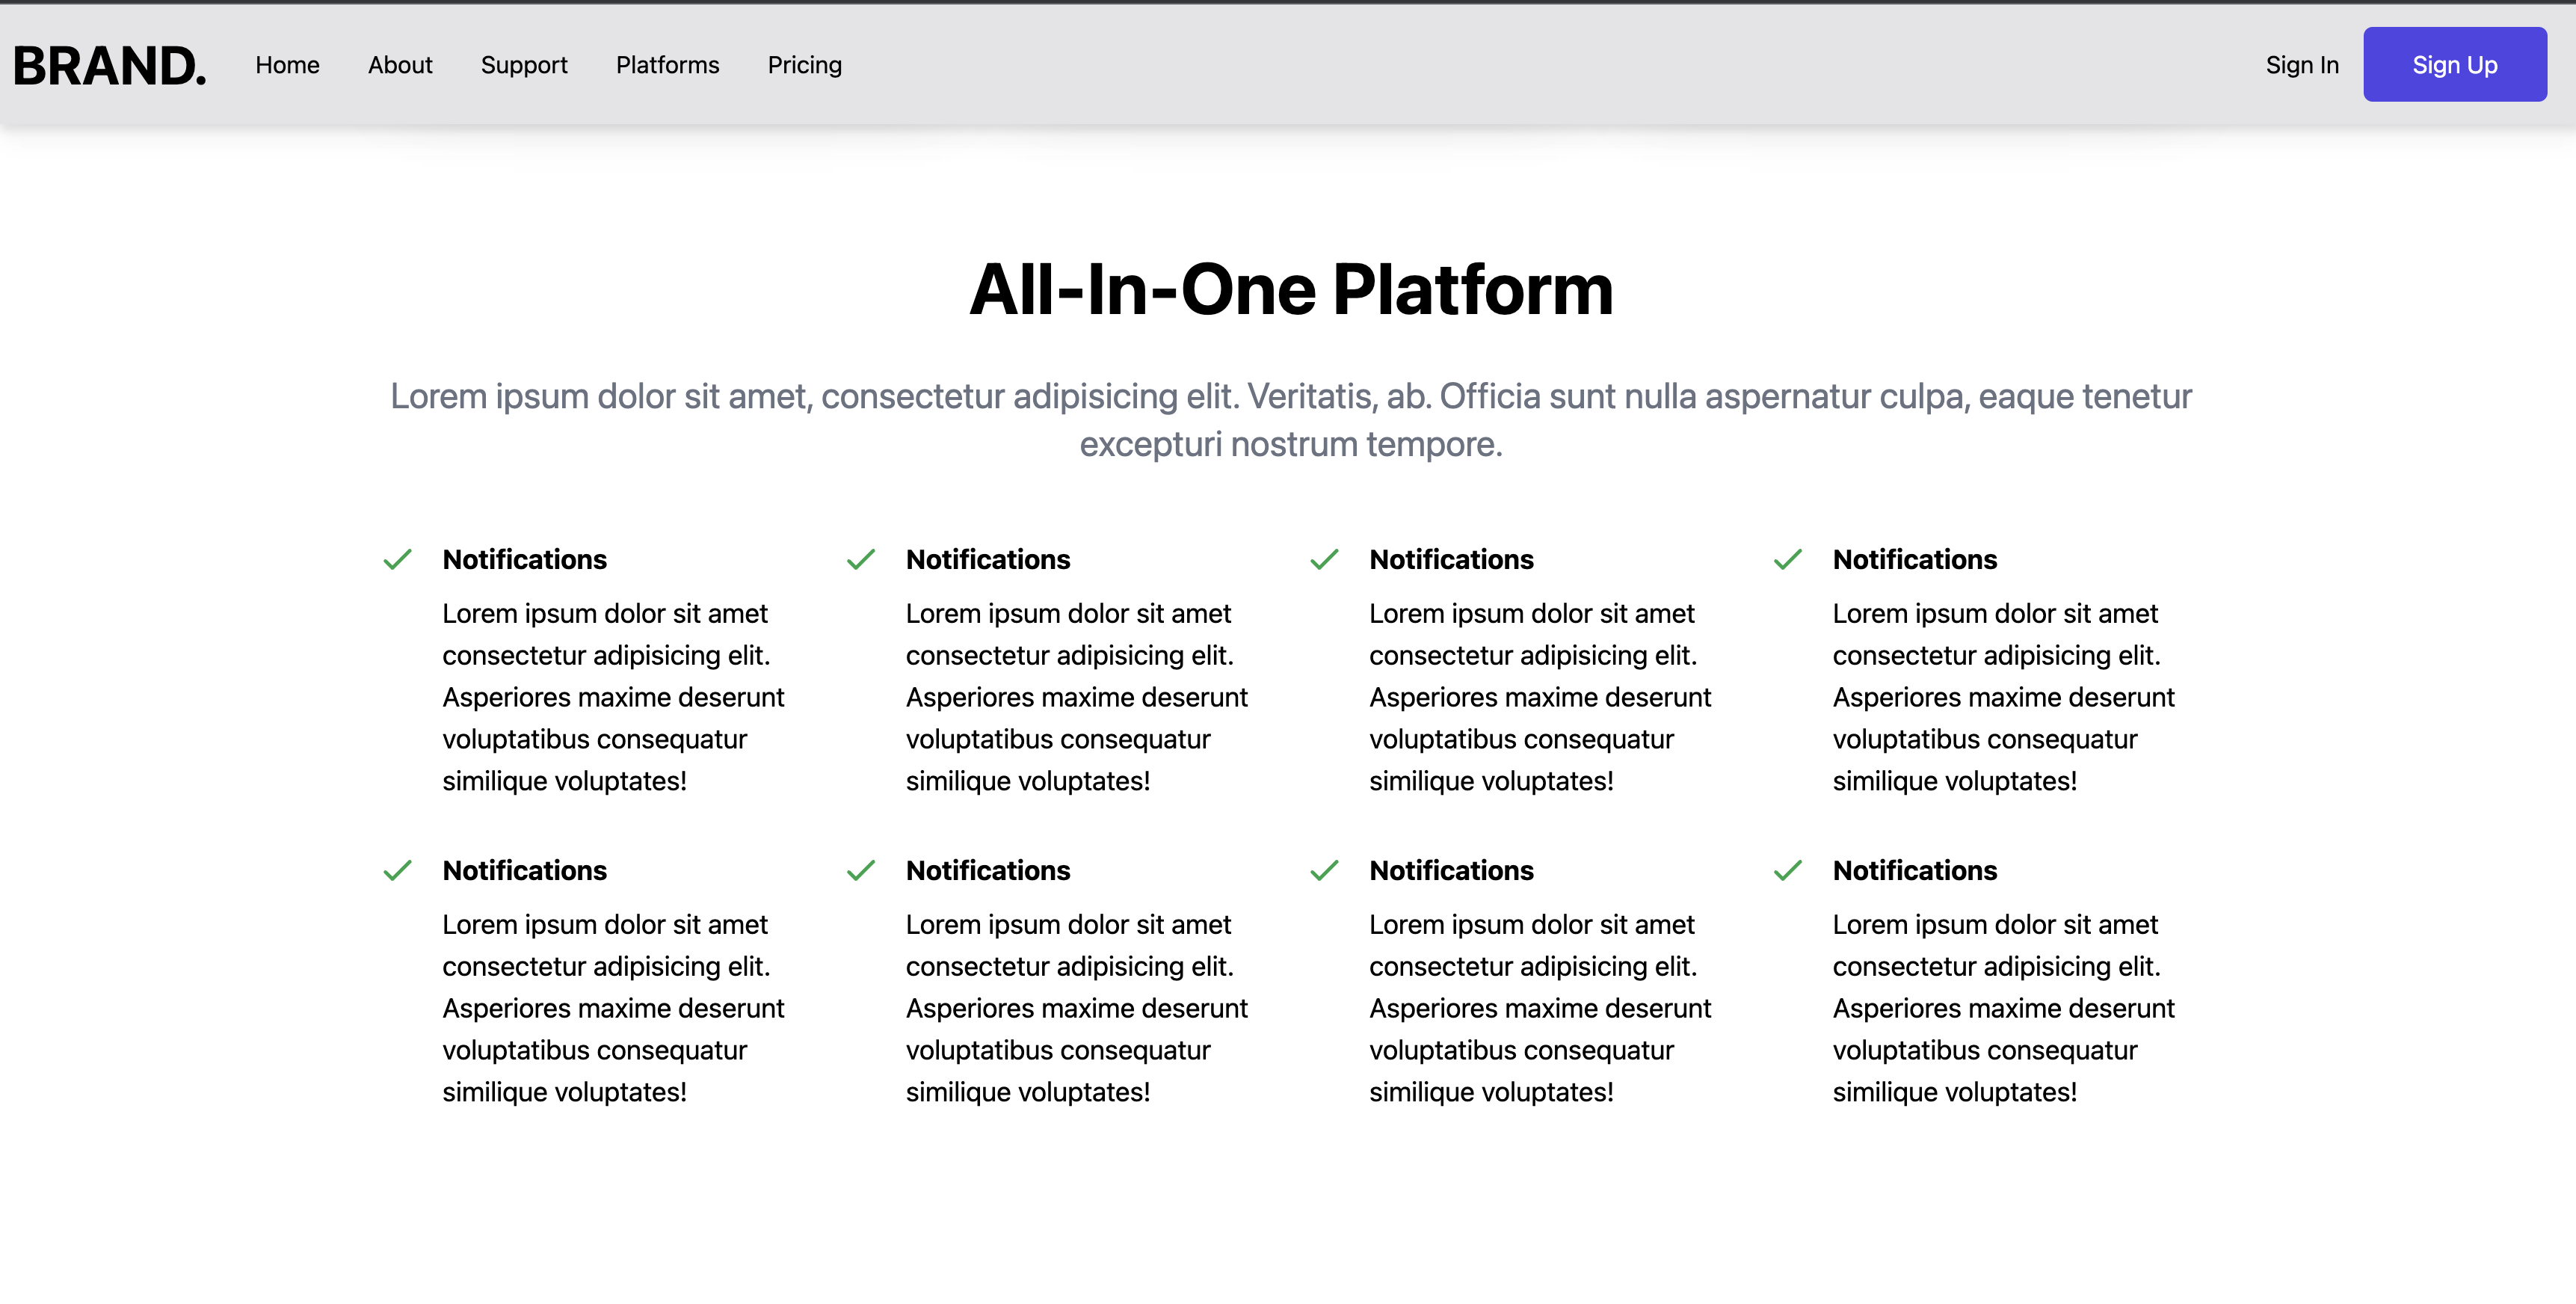 BRAND. Home About Support Platforms Pricing Sign In Sign Up
All-In-One Platform
Lorem ipsum dolor sit amet, consectetur adipisicing elit. Veritatis, ab. Officia sunt nulla aspernatur culpa, eaque tenetur
excepturi nostrum tempore.
Notifications
Lorem ipsum dolor sit amet
consectetur adipisicing elit.
Asperiores maxime deserunt
voluptatibus consequatur
similique voluptates!
Notifications
Lorem ipsum dolor sit amet
consectetur adipisicing elit.
Asperiores maxime deserunt
voluptatibus consequatur
similique voluptates!
Notifications
Lorem ipsum dolor sit amet
consectetur adipisicing elit.
Asperiores maxime deserunt
voluptatibus consequatur
similique voluptates!
Notifications
Lorem ipsum dolor sit amet
consectetur adipisicing elit.
Asperiores maxime deserunt
voluptatibus consequatur
similique voluptates!
Notifications
Lorem ipsum dolor sit amet
consectetur adipisicing elit.
Asperiores maxime deserunt
voluptatibus consequatur
similique voluptates!
Notifications
Lorem ipsum dolor sit amet
consectetur adipisicing elit.
Asperiores maxime deserunt
voluptatibus consequatur
similique voluptates!
Notifications
Lorem ipsum dolor sit amet
consectetur adipisicing elit.
Asperiores maxime deserunt
voluptatibus consequatur
similique voluptates!
Notifications
Lorem ipsum dolor sit amet
consectetur adipisicing elit.
Asperiores maxime deserunt
voluptatibus consequatur
similique voluptates!